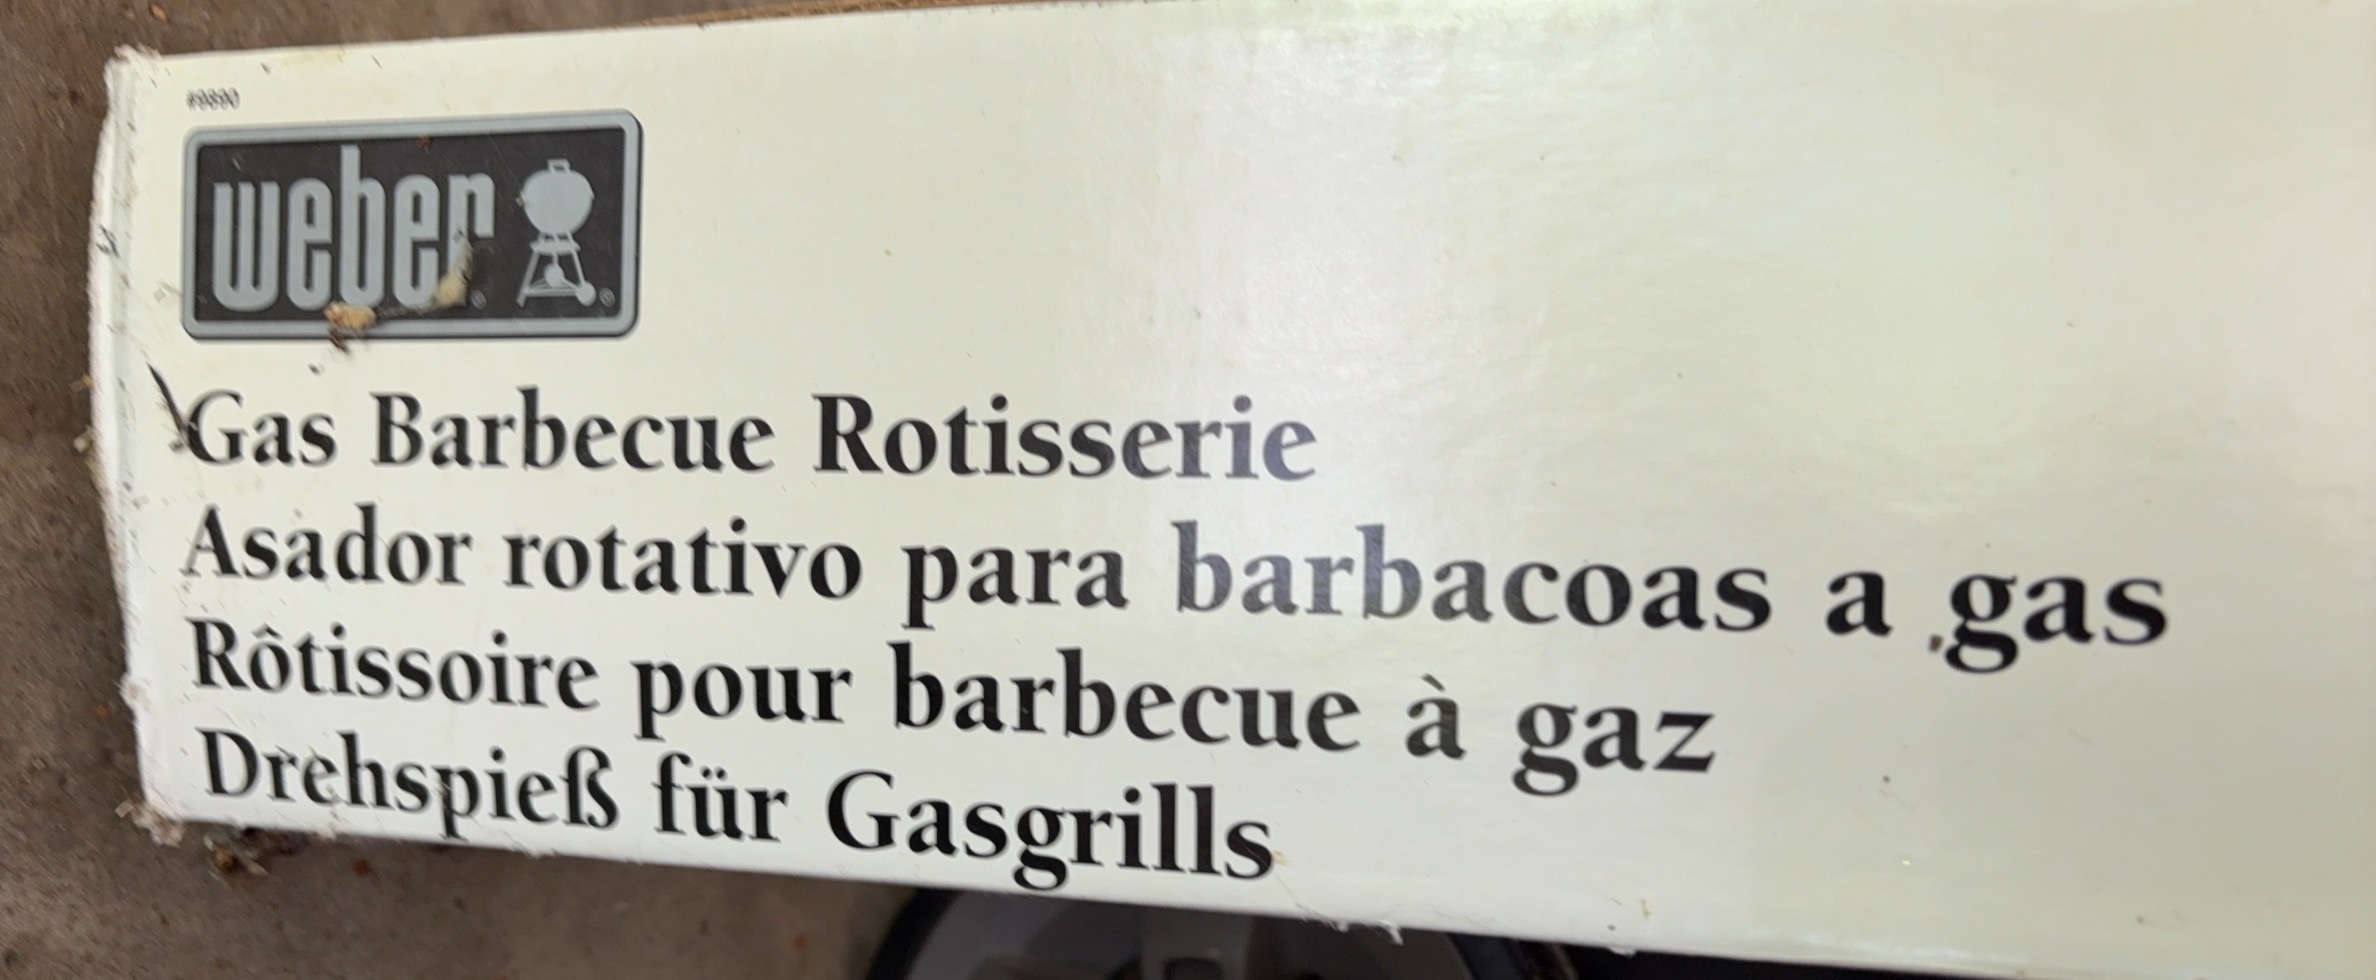 #9890
weber
Gas Barbecue Rotisserie
Asador rotativo para barbacoas a gas
Rôtissoire pour barbecue à gaz
Drehspieß für Gasgrills